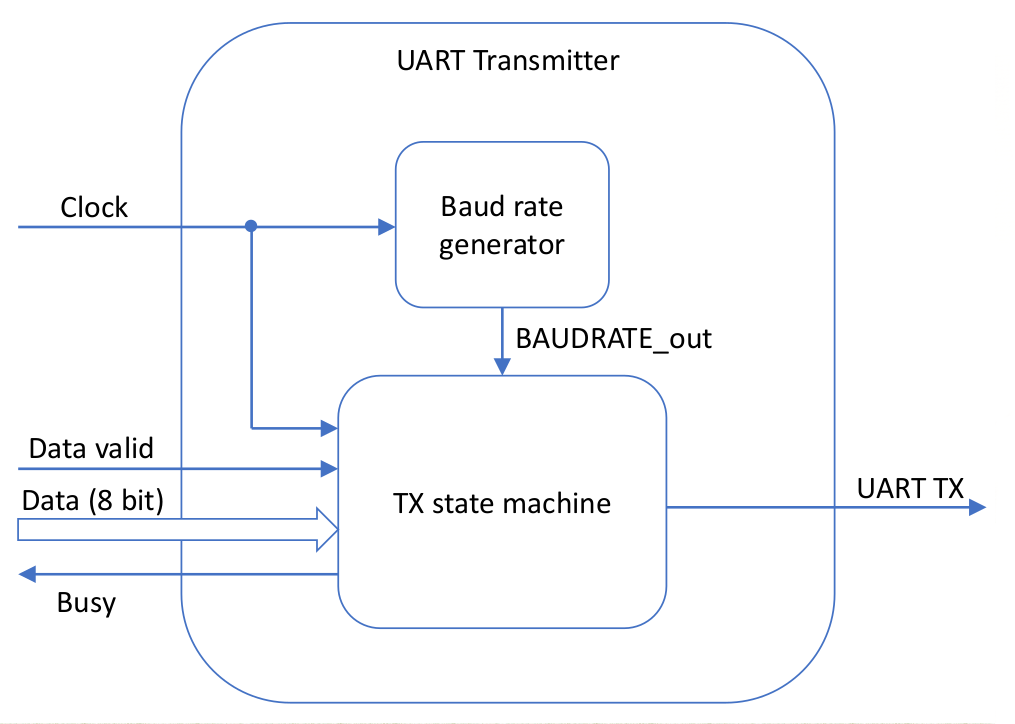 UART Transmitter
Clock
Baud rate
generator
BAUDRATE_out
Data valid
Data (8 bit)
TX state machine
UART TX
Busy